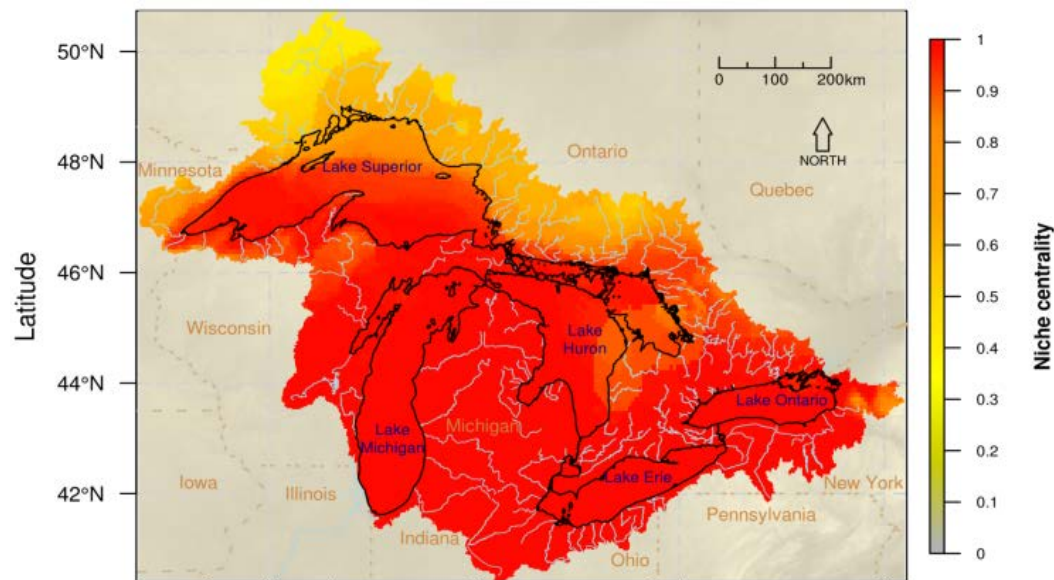 50°N
48°N
46°N
44°N
42°N
Latitude
0 100 200km
NORTH
Minnesota
Lake Superior
Ontario
Quebec
Wisconsin
Lake
Huron
Lake Ontario
Lake
Michigan
Michigan
Lake Erie
Iowa
Illinois
New York
Pennsylvania
Indiana
Ohio
1
0.9
0.8
0.7
0.6
0.5
0.4
0.3
0.2
0.1
0
Niche centrality